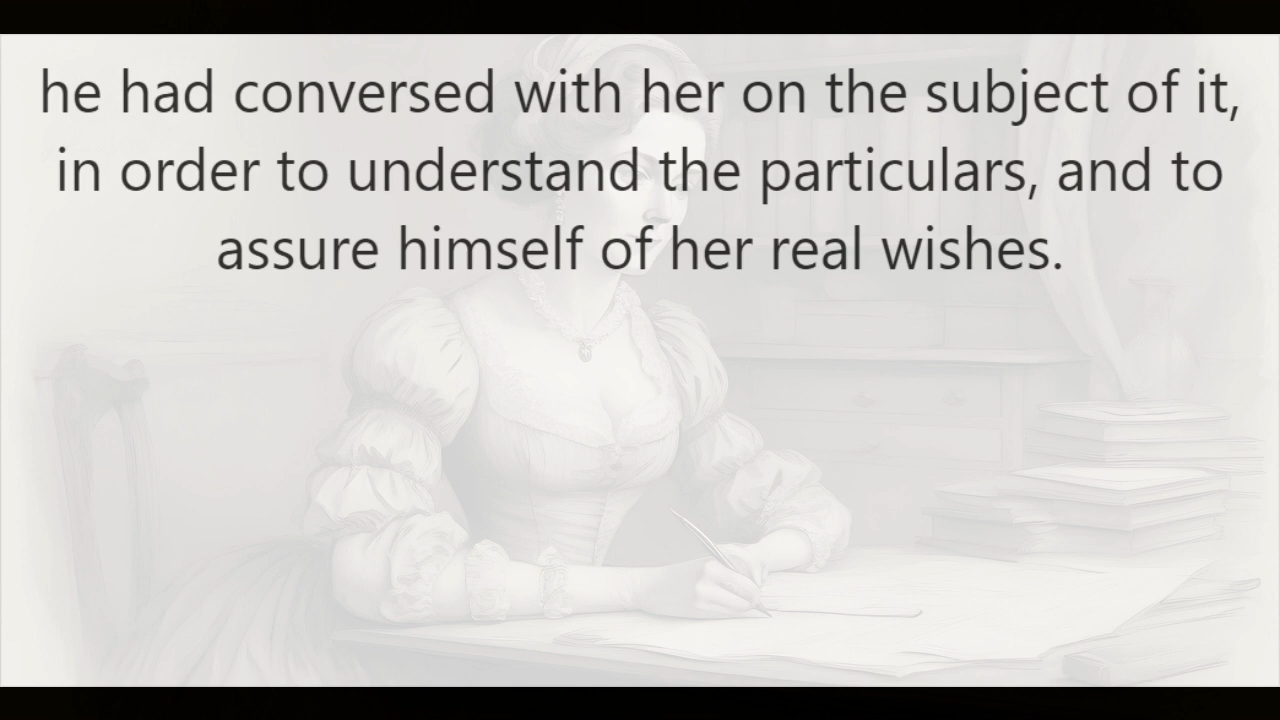 he had conversed with her on the subject of it,
in order to understand the particulars, and to
assure himself of her real wishes.